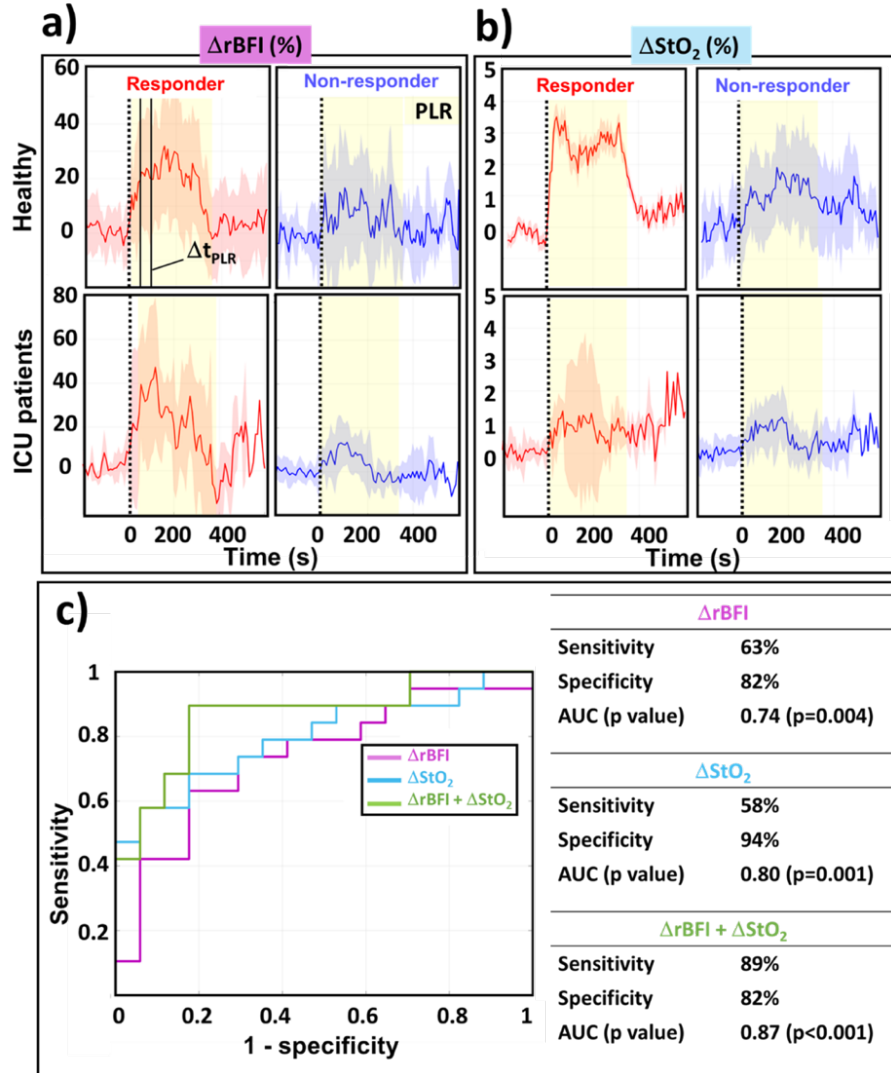 a)
ΔrBFI (%)
b)
ΔStO₂ (%)
Healthy
ICU patients
60
40
20
0
Responder
Δt_PLR
Non-responder
PLR
80
60
40
20
0
0 200 400
0 200 400
Time (s)
5
4
3
2
1
0
Responder
Non-responder
5
4
3
2
1
0
0 200 400
0 200 400
Time (s)
c)
Sensitivity
1
0.8
0.6
0.4
0.2
0 0.2 0.4 0.6 0.8 1
1 - specificity
ΔrBFI
ΔStO₂
ΔrBFI + ΔStO₂
ΔrBFI
Sensitivity 63%
Specificity 82%
AUC (p value) 0.74 (p=0.004)
ΔStO₂
Sensitivity 58%
Specificity 94%
AUC (p value) 0.80 (p=0.001)
ΔrBFI + ΔStO₂
Sensitivity 89%
Specificity 82%
AUC (p value) 0.87 (p<0.001)